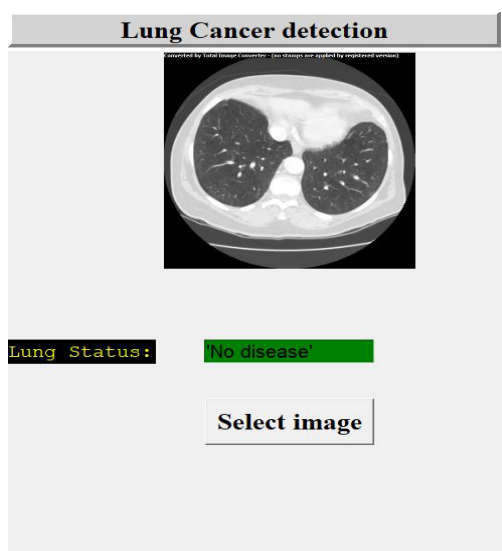 Lung Cancer detection
Converted by Total Image Converter - (no stamps are applied by registered version)
Lung Status:
'No disease'
Select image